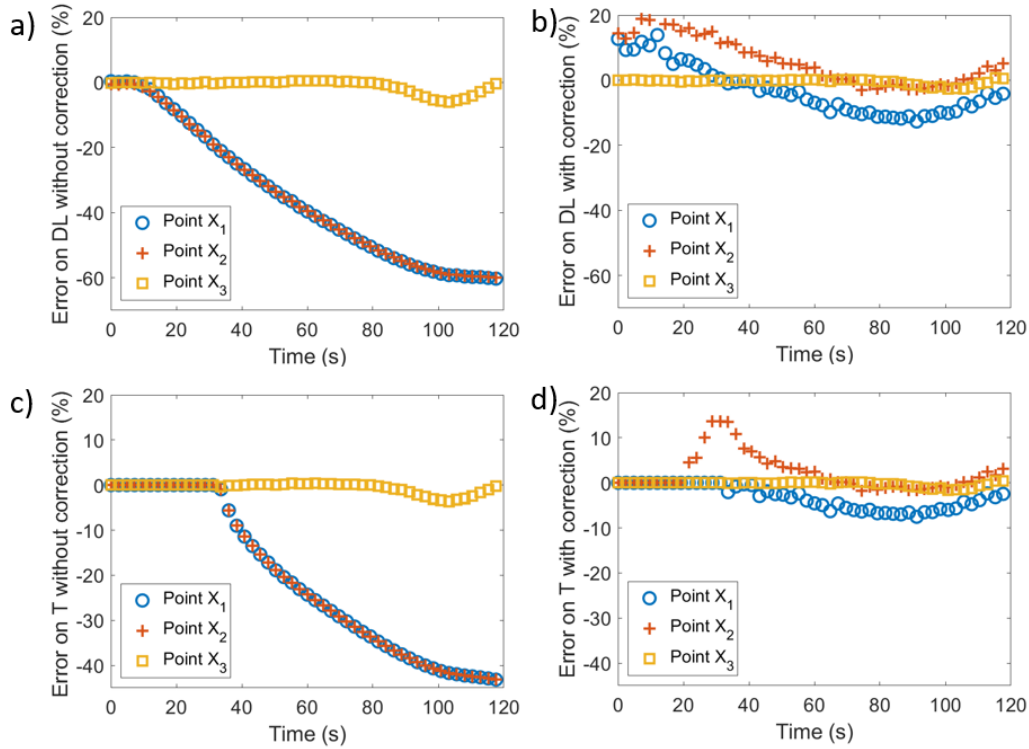 a)
Error on DL without correction (%)
20
0
-20
-40
-60
Point X1
Point X2
Point X3
0 20 40 60 80 100 120
Time (s)
b)
Error on DL with correction (%)
20
0
-20
-40
-60
Point X1
Point X2
Point X3
0 20 40 60 80 100 120
Time (s)
c)
Error on T without correction (%)
20
10
0
-10
-20
-30
-40
Point X1
Point X2
Point X3
0 20 40 60 80 100 120
Time (s)
d)
Error on T with correction (%)
20
10
0
-10
-20
-30
-40
Point X1
Point X2
Point X3
0 20 40 60 80 100 120
Time (s)